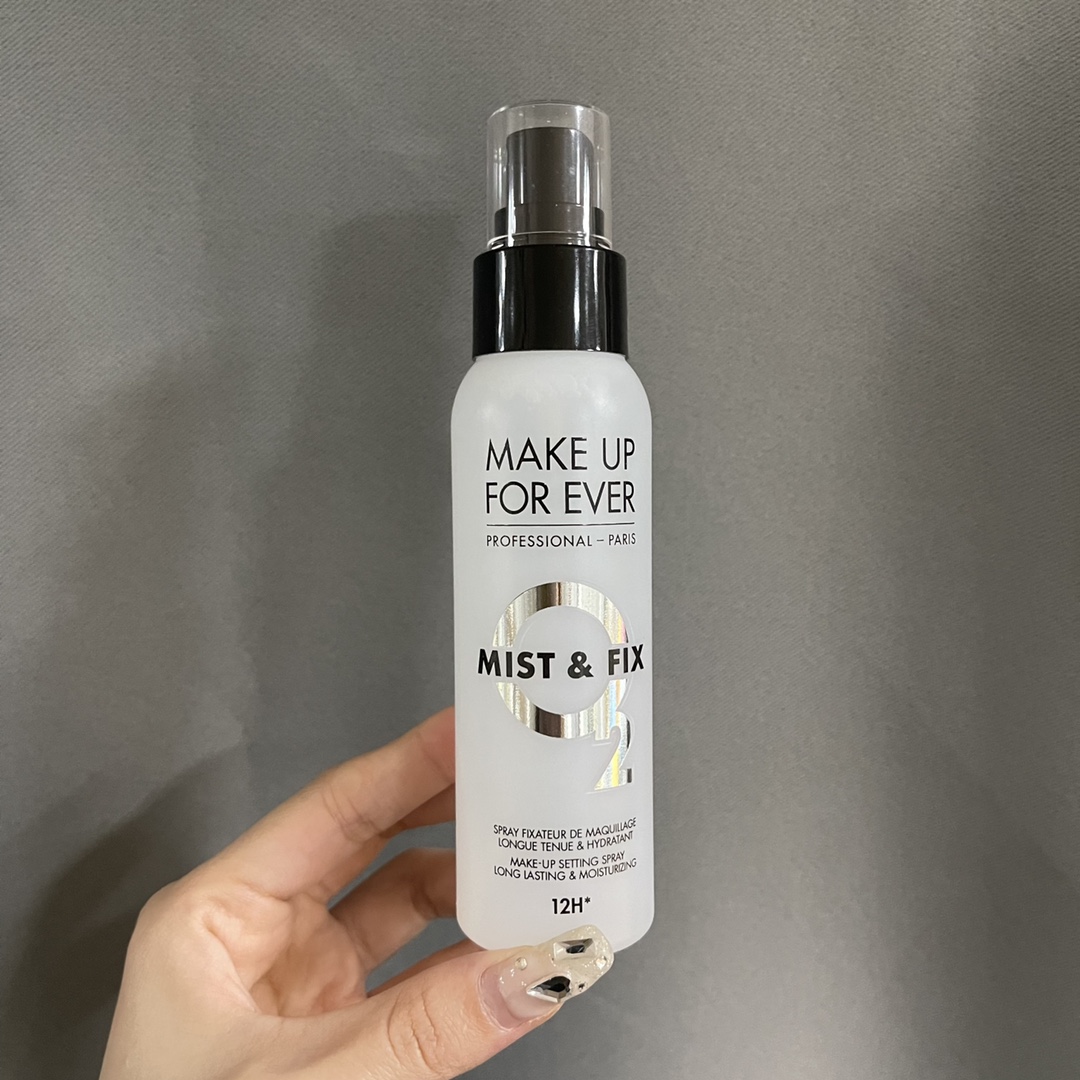 MAKE UP
FOR EVER
PROFESSIONAL – PARIS
O2
MIST & FIX
SPRAY FIXATEUR DE MAQUILLAGE
LONGUE TENUE & HYDRATANT
MAKE-UP SETTING SPRAY
LONG LASTING & MOISTURIZING
12H*